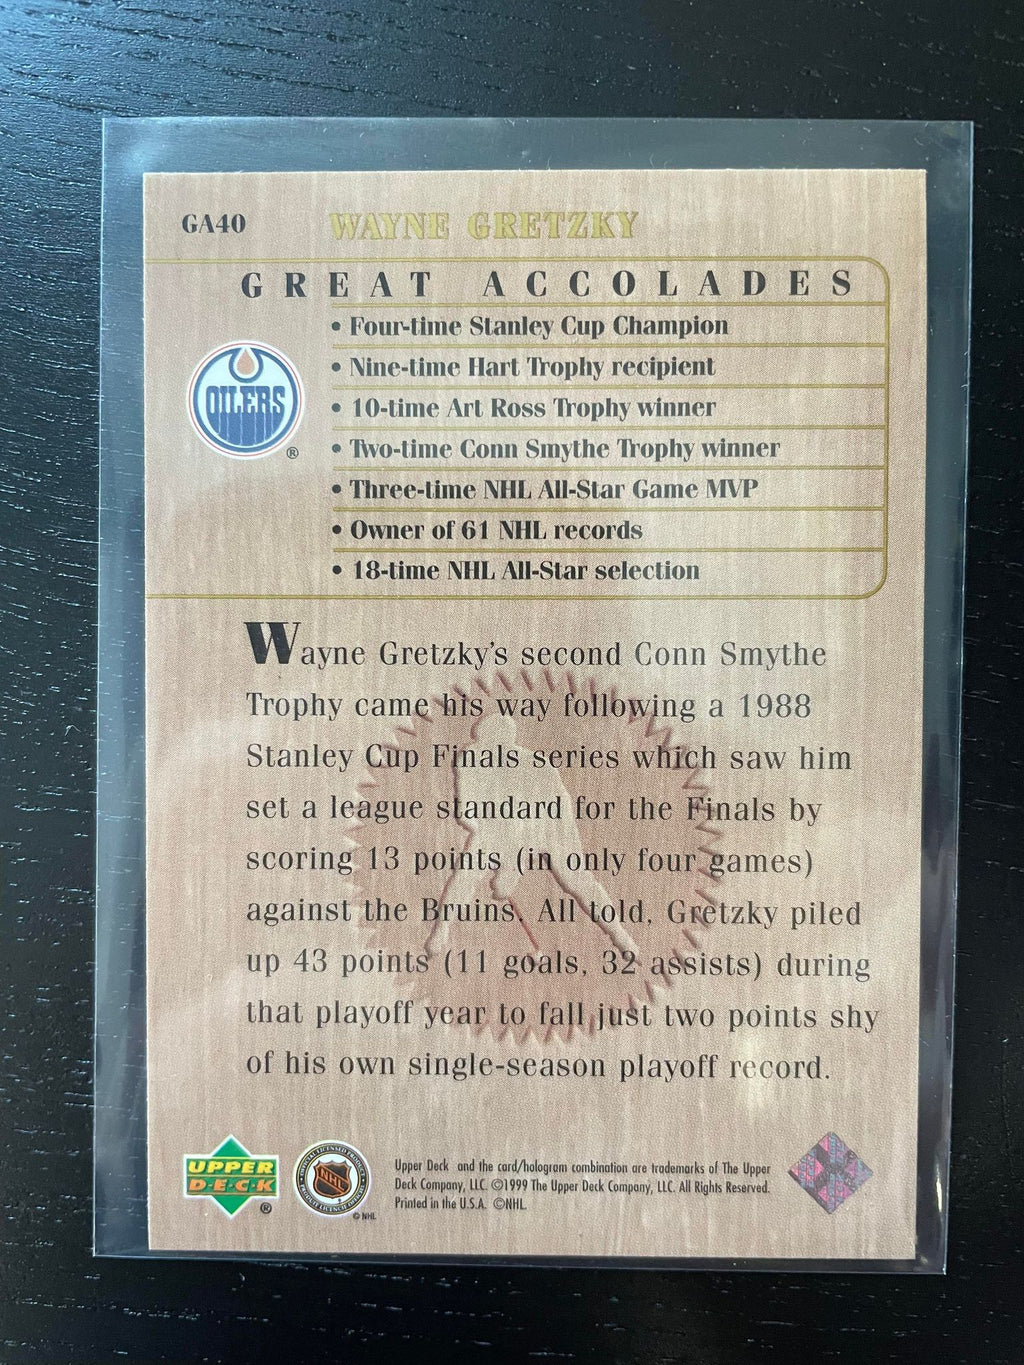 GA40 WAYNE GRETZKY
GREAT ACCOLADES
• Four-time Stanley Cup Champion
• Nine-time Hart Trophy recipient
• 10-time Art Ross Trophy winner
• Two-time Conn Smythe Trophy winner
• Three-time NHL All-Star Game MVP
• Owner of 61 NHL records
• 18-time NHL All-Star selection
OILERS
®
Wayne Gretzky's second Conn Smythe
Trophy came his way following a 1988
Stanley Cup Finals series which saw him
set a league standard for the Finals by
scoring 13 points (in only four games)
against the Bruins. All told, Gretzky piled
up 43 points (11 goals, 32 assists) during
that playoff year to fall just two points shy
of his own single-season playoff record.
UPPER
D·E·C·K
®
NHL
© NHL
Upper Deck and the card/hologram combination are trademarks of The Upper
Deck Company, LLC. ©1999 The Upper Deck Company, LLC. All Rights Reserved.
Printed in the U.S.A. ©NHL